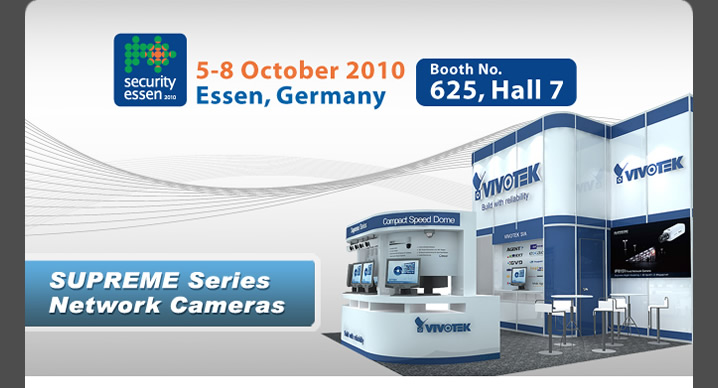 security
essen 2010
5-8 October 2010
Essen, Germany
Booth No.
625, Hall 7
VIVOTEK
Build with reliability
VIVOTEK
Compact Speed Dome
VIVOTEK
SUPREME Series
Network Cameras